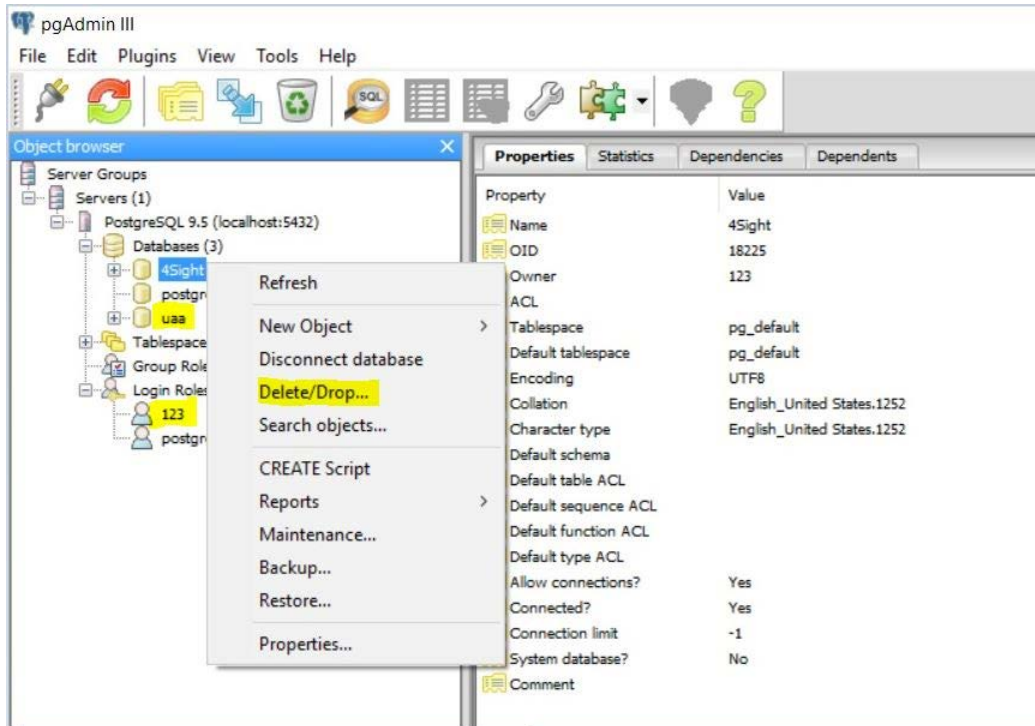 pgAdmin III
File Edit Plugins View Tools Help
SQL
Object browser
Server Groups
Servers (1)
PostgreSQL 9.5 (localhost:5432)
Databases (3)
4Sight
postgr
uaa
Tablespace
Group Role
Login Roles
123
postgr
Refresh
New Object
Disconnect database
Delete/Drop...
Search objects...
CREATE Script
Reports
Maintenance...
Backup...
Restore...
Properties...
Properties Statistics Dependencies Dependents
Property Value
Name 4Sight
OID 18225
Owner 123
ACL
Tablespace pg_default
Default tablespace pg_default
Encoding UTF8
Collation English_United States.1252
Character type English_United States.1252
Default schema
Default table ACL
Default sequence ACL
Default function ACL
Default type ACL
Allow connections? Yes
Connected? Yes
Connection limit -1
System database? No
Comment